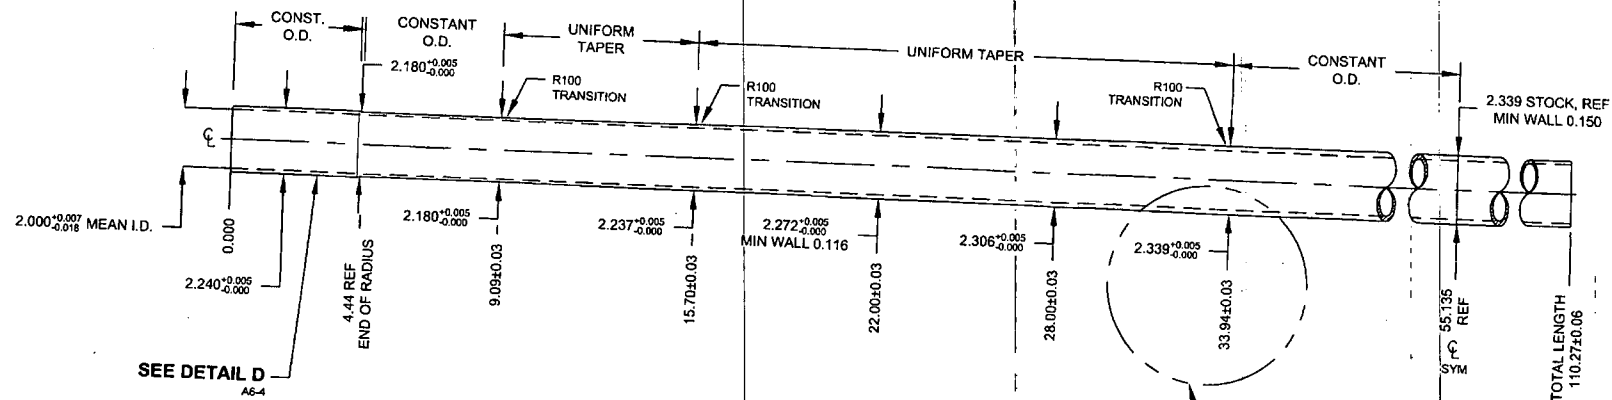 CONST.
O.D.
CONSTANT
O.D.
UNIFORM
TAPER
UNIFORM TAPER
CONSTANT
O.D.
2.180+0.005
-0.000
R100
TRANSITION
R100
TRANSITION
R100
TRANSITION
2.339 STOCK, REF
MIN WALL 0.150
℄
2.000+0.007
-0.018 MEAN I.D.
0.000
2.240+0.005
-0.000
4.44 REF
END OF RADIUS
2.180+0.005
-0.000
9.09±0.03
2.237+0.005
-0.000
15.70±0.03
2.272+0.005
-0.000
MIN WALL 0.116
22.00±0.03
2.306+0.005
-0.000
28.00±0.03
2.339+0.005
-0.000
33.94±0.03
55.135
REF
℄
SYM
TOTAL LENGTH
110.27±0.06
SEE DETAIL D
A6-4